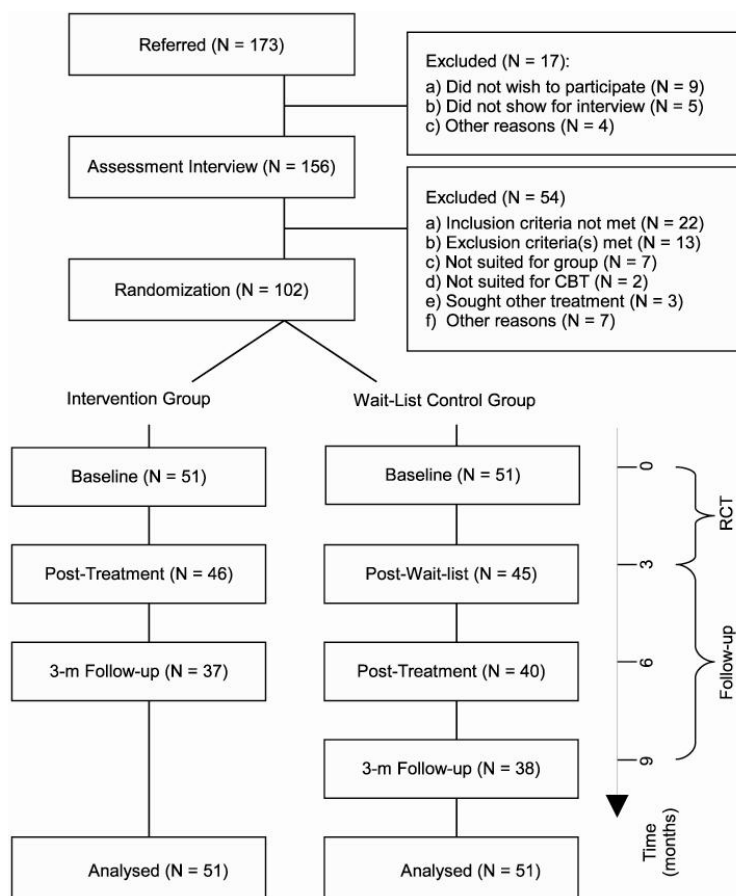 Referred (N = 173)
Excluded (N = 17):
a) Did not wish to participate (N = 9)
b) Did not show for interview (N = 5)
c) Other reasons (N = 4)
Assessment Interview (N = 156)
Excluded (N = 54)
a) Inclusion criteria not met (N = 22)
b) Exclusion criteria(s) met (N = 13)
c) Not suited for group (N = 7)
d) Not suited for CBT (N = 2)
e) Sought other treatment (N = 3)
f) Other reasons (N = 7)
Randomization (N = 102)
Intervention Group
Wait-List Control Group
Baseline (N = 51)
Baseline (N = 51)
0
RCT
Post-Treatment (N = 46)
Post-Wait-list (N = 45)
3
3-m Follow-up (N = 37)
Post-Treatment (N = 40)
6
Follow-up
3-m Follow-up (N = 38)
9
Analysed (N = 51)
Analysed (N = 51)
Time
(months)